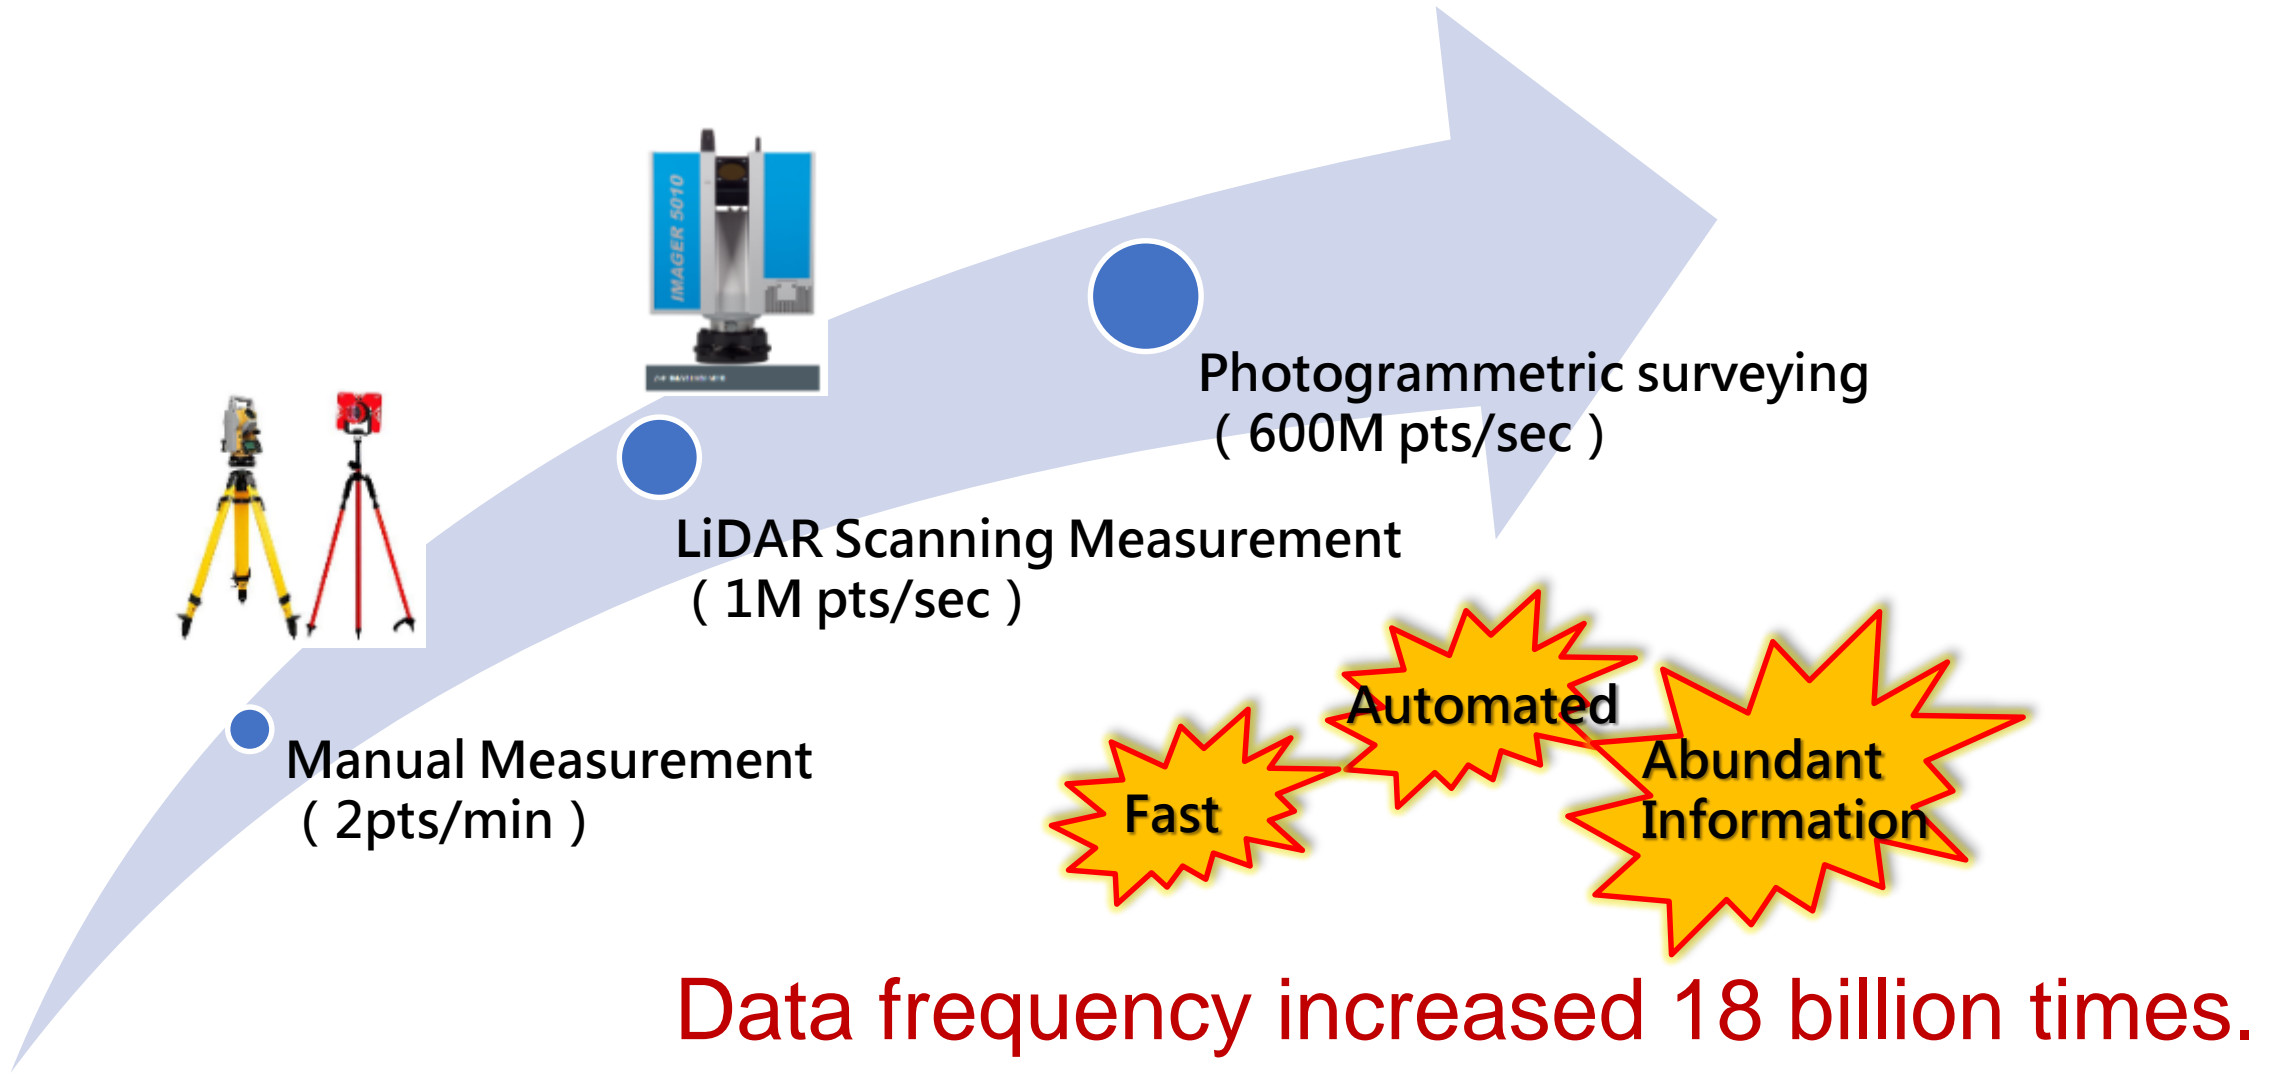 IMAGER 5010
Photogrammetric surveying
（600M pts/sec）
LiDAR Scanning Measurement
（1M pts/sec）
Manual Measurement
（2pts/min）
Automated
Abundant
Information
Fast
Data frequency increased 18 billion times.